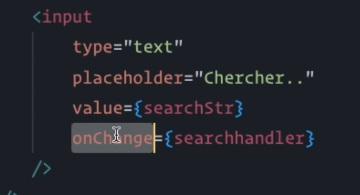 <input
type="text"
placeholder="Chercher.."
value={searchStr}
onChange={searchhandler}
/>